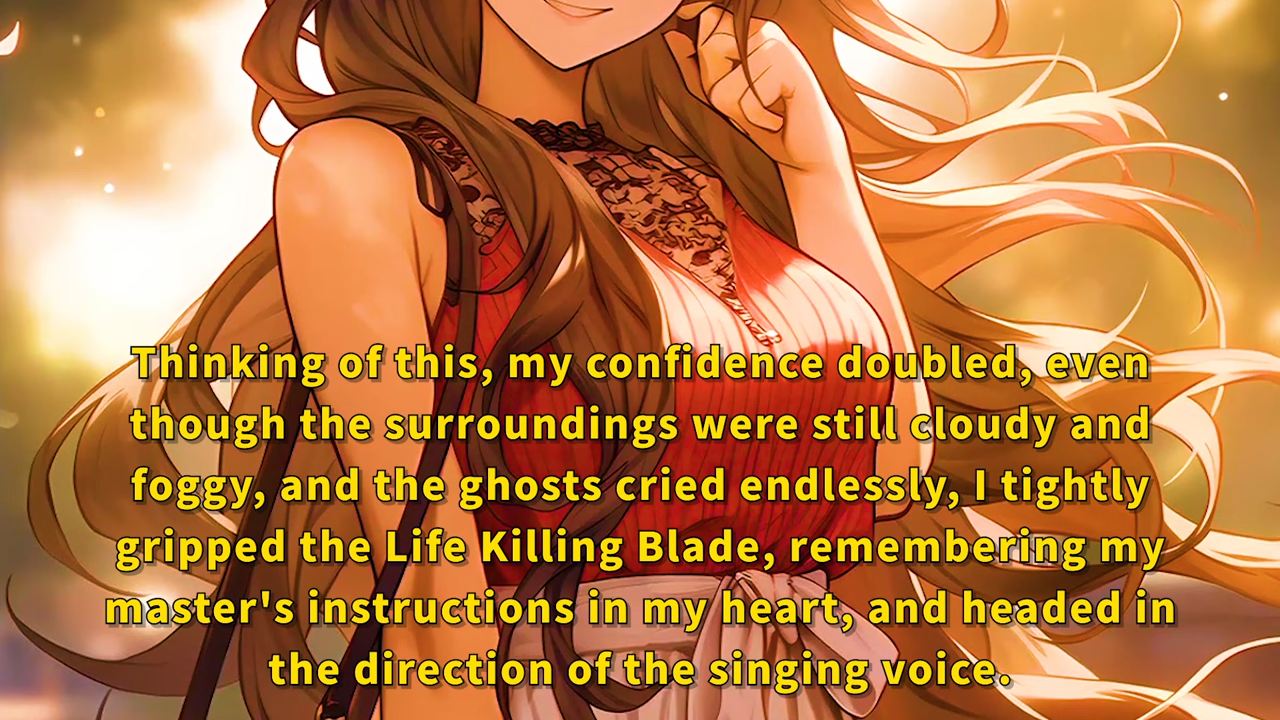 Thinking of this, my confidence doubled, even
though the surroundings were still cloudy and
foggy, and the ghosts cried endlessly, I tightly
gripped the Life Killing Blade, remembering my
master's instructions in my heart, and headed in
the direction of the singing voice.